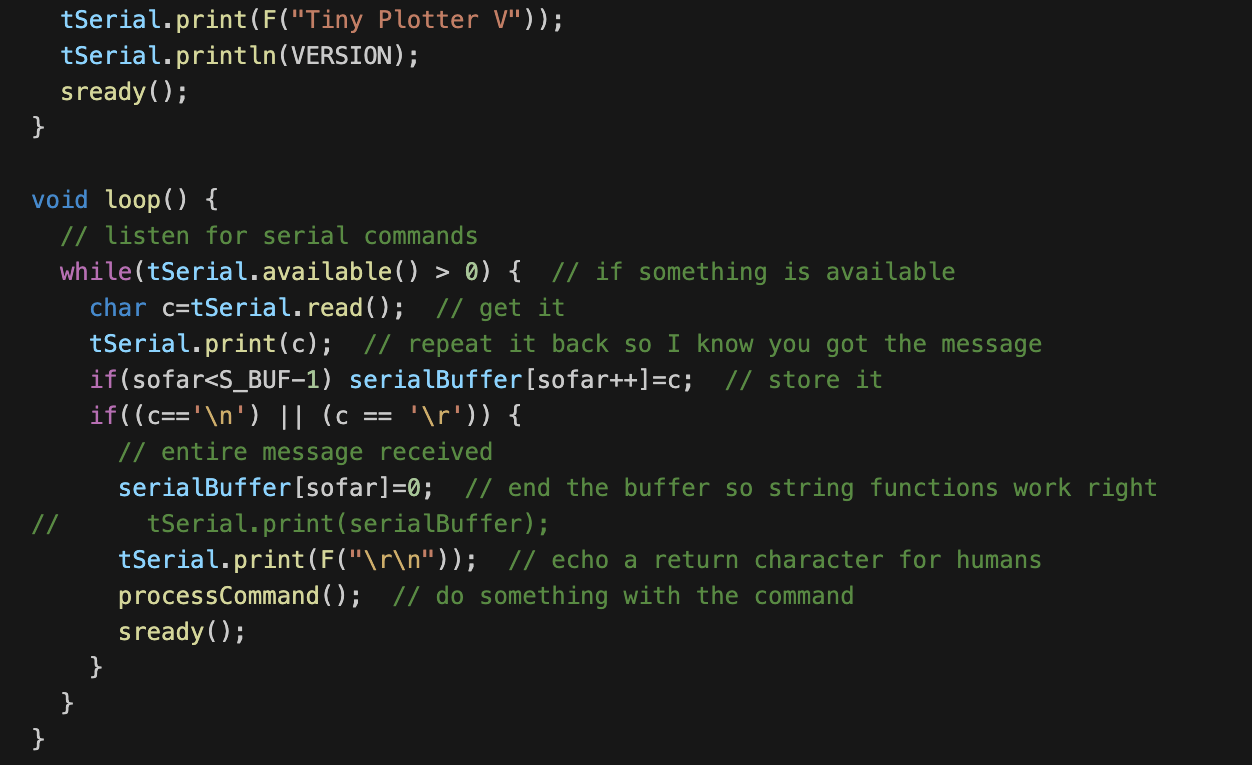 tSerial.print(F("Tiny Plotter V"));
  tSerial.println(VERSION);
  sready();
}

void loop() {
  // listen for serial commands
  while(tSerial.available() > 0) {  // if something is available
    char c=tSerial.read();  // get it
    tSerial.print(c);  // repeat it back so I know you got the message
    if(sofar<S_BUF-1) serialBuffer[sofar++]=c;  // store it
    if((c=='\n') || (c == '\r')) {
      // entire message received
      serialBuffer[sofar]=0;  // end the buffer so string functions work right
//      tSerial.print(serialBuffer);
      tSerial.print(F("\r\n"));  // echo a return character for humans
      processCommand();  // do something with the command
      sready();
    }
  }
}